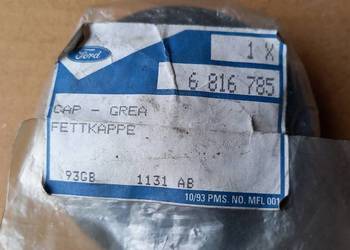 Ford
1 X
6 816 785
CAP - GREA
FETTKAPPE
93GB 1131 AB
10/93 PMS. NO. MFL 001